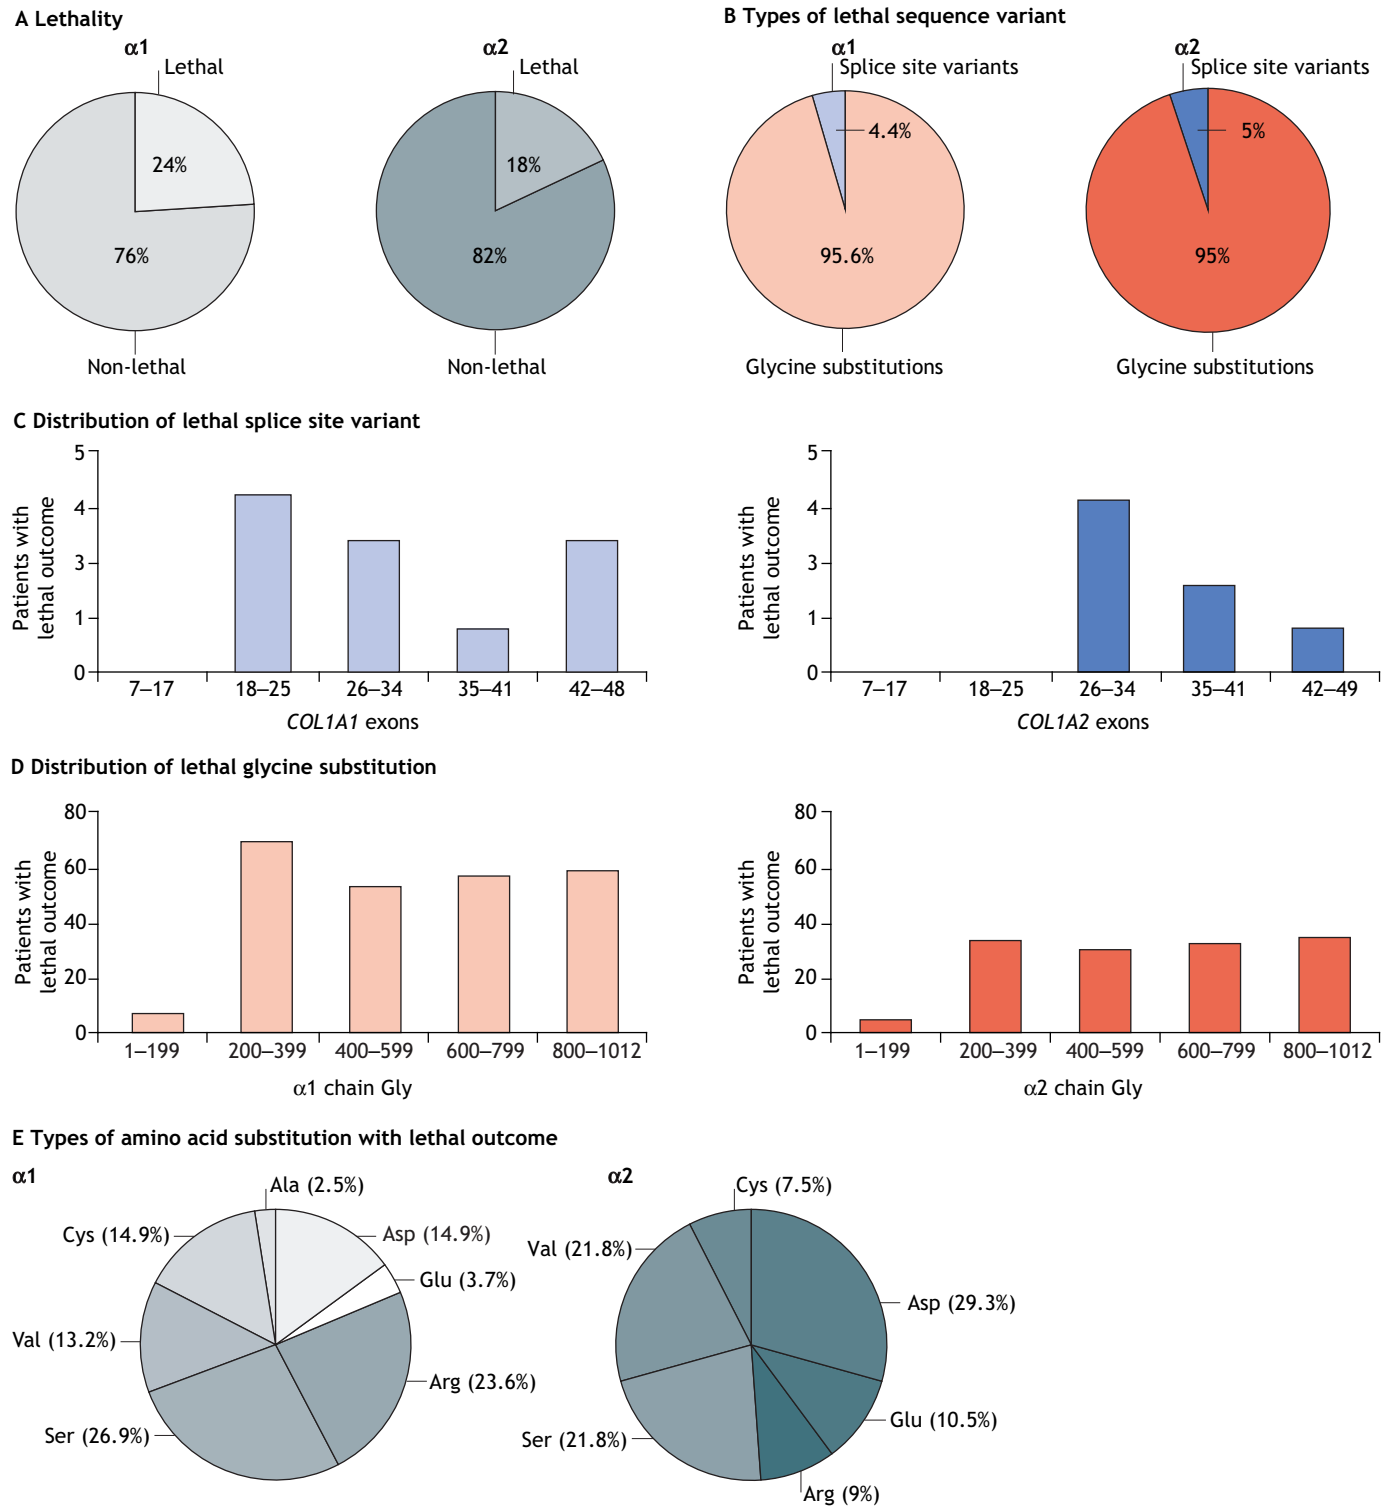 A Lethality
α1
Lethal
24%
76%
Non-lethal
α2
Lethal
18%
82%
Non-lethal
B Types of lethal sequence variant
α1
Splice site variants
4.4%
95.6%
Glycine substitutions
α2
Splice site variants
5%
95%
Glycine substitutions
C Distribution of lethal splice site variant
Patients with
lethal outcome
5
4
3
1
0
7–17 18–25 26–34 35–41 42–48
COL1A1 exons
Patients with
lethal outcome
5
4
3
1
0
7–17 18–25 26–34 35–41 42–49
COL1A2 exons
D Distribution of lethal glycine substitution
Patients with
lethal outcome
80
60
40
20
0
1–199 200–399 400–599 600–799 800–1012
α1 chain Gly
Patients with
lethal outcome
80
60
40
20
0
1–199 200–399 400–599 600–799 800–1012
α2 chain Gly
E Types of amino acid substitution with lethal outcome
α1
Ala (2.5%)
Asp (14.9%)
Glu (3.7%)
Arg (23.6%)
Ser (26.9%)
Val (13.2%)
Cys (14.9%)
α2
Cys (7.5%)
Asp (29.3%)
Glu (10.5%)
Arg (9%)
Ser (21.8%)
Val (21.8%)